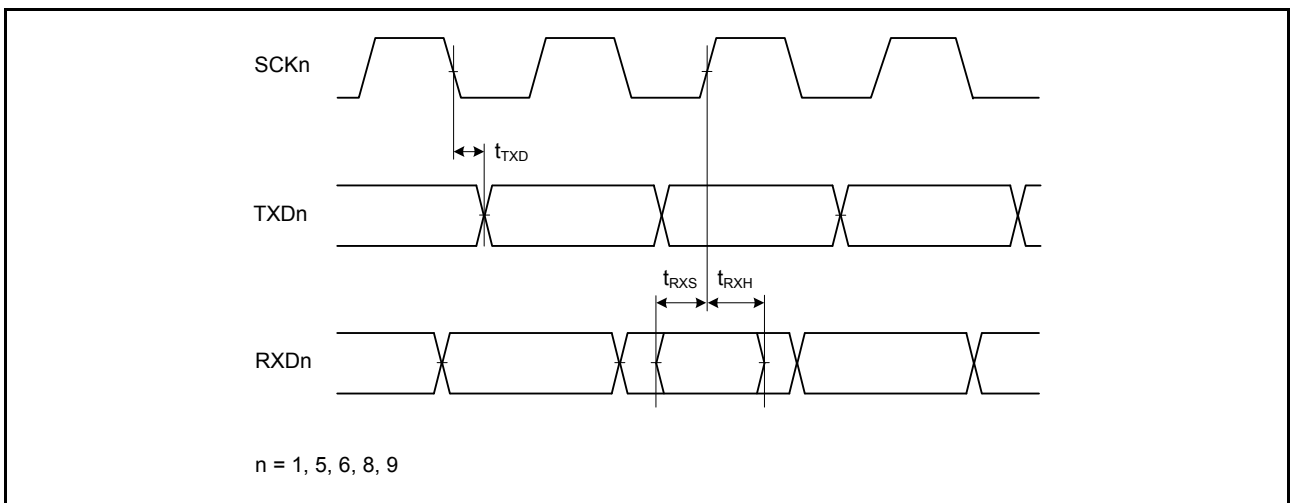 SCKn
tTXD
TXDn
tRXS tRXH
RXDn
n = 1, 5, 6, 8, 9